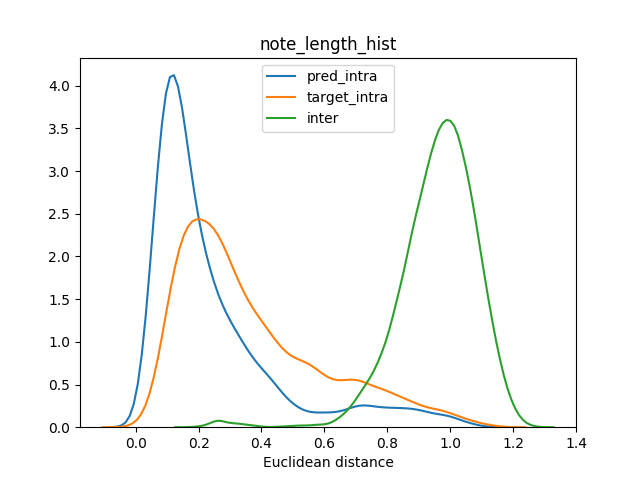 note_length_hist
pred_intra
target_intra
inter
4.0
3.5
3.0
2.5
2.0
1.5
1.0
0.5
0.0
0.0 0.2 0.4 0.6 0.8 1.0 1.2 1.4
Euclidean distance